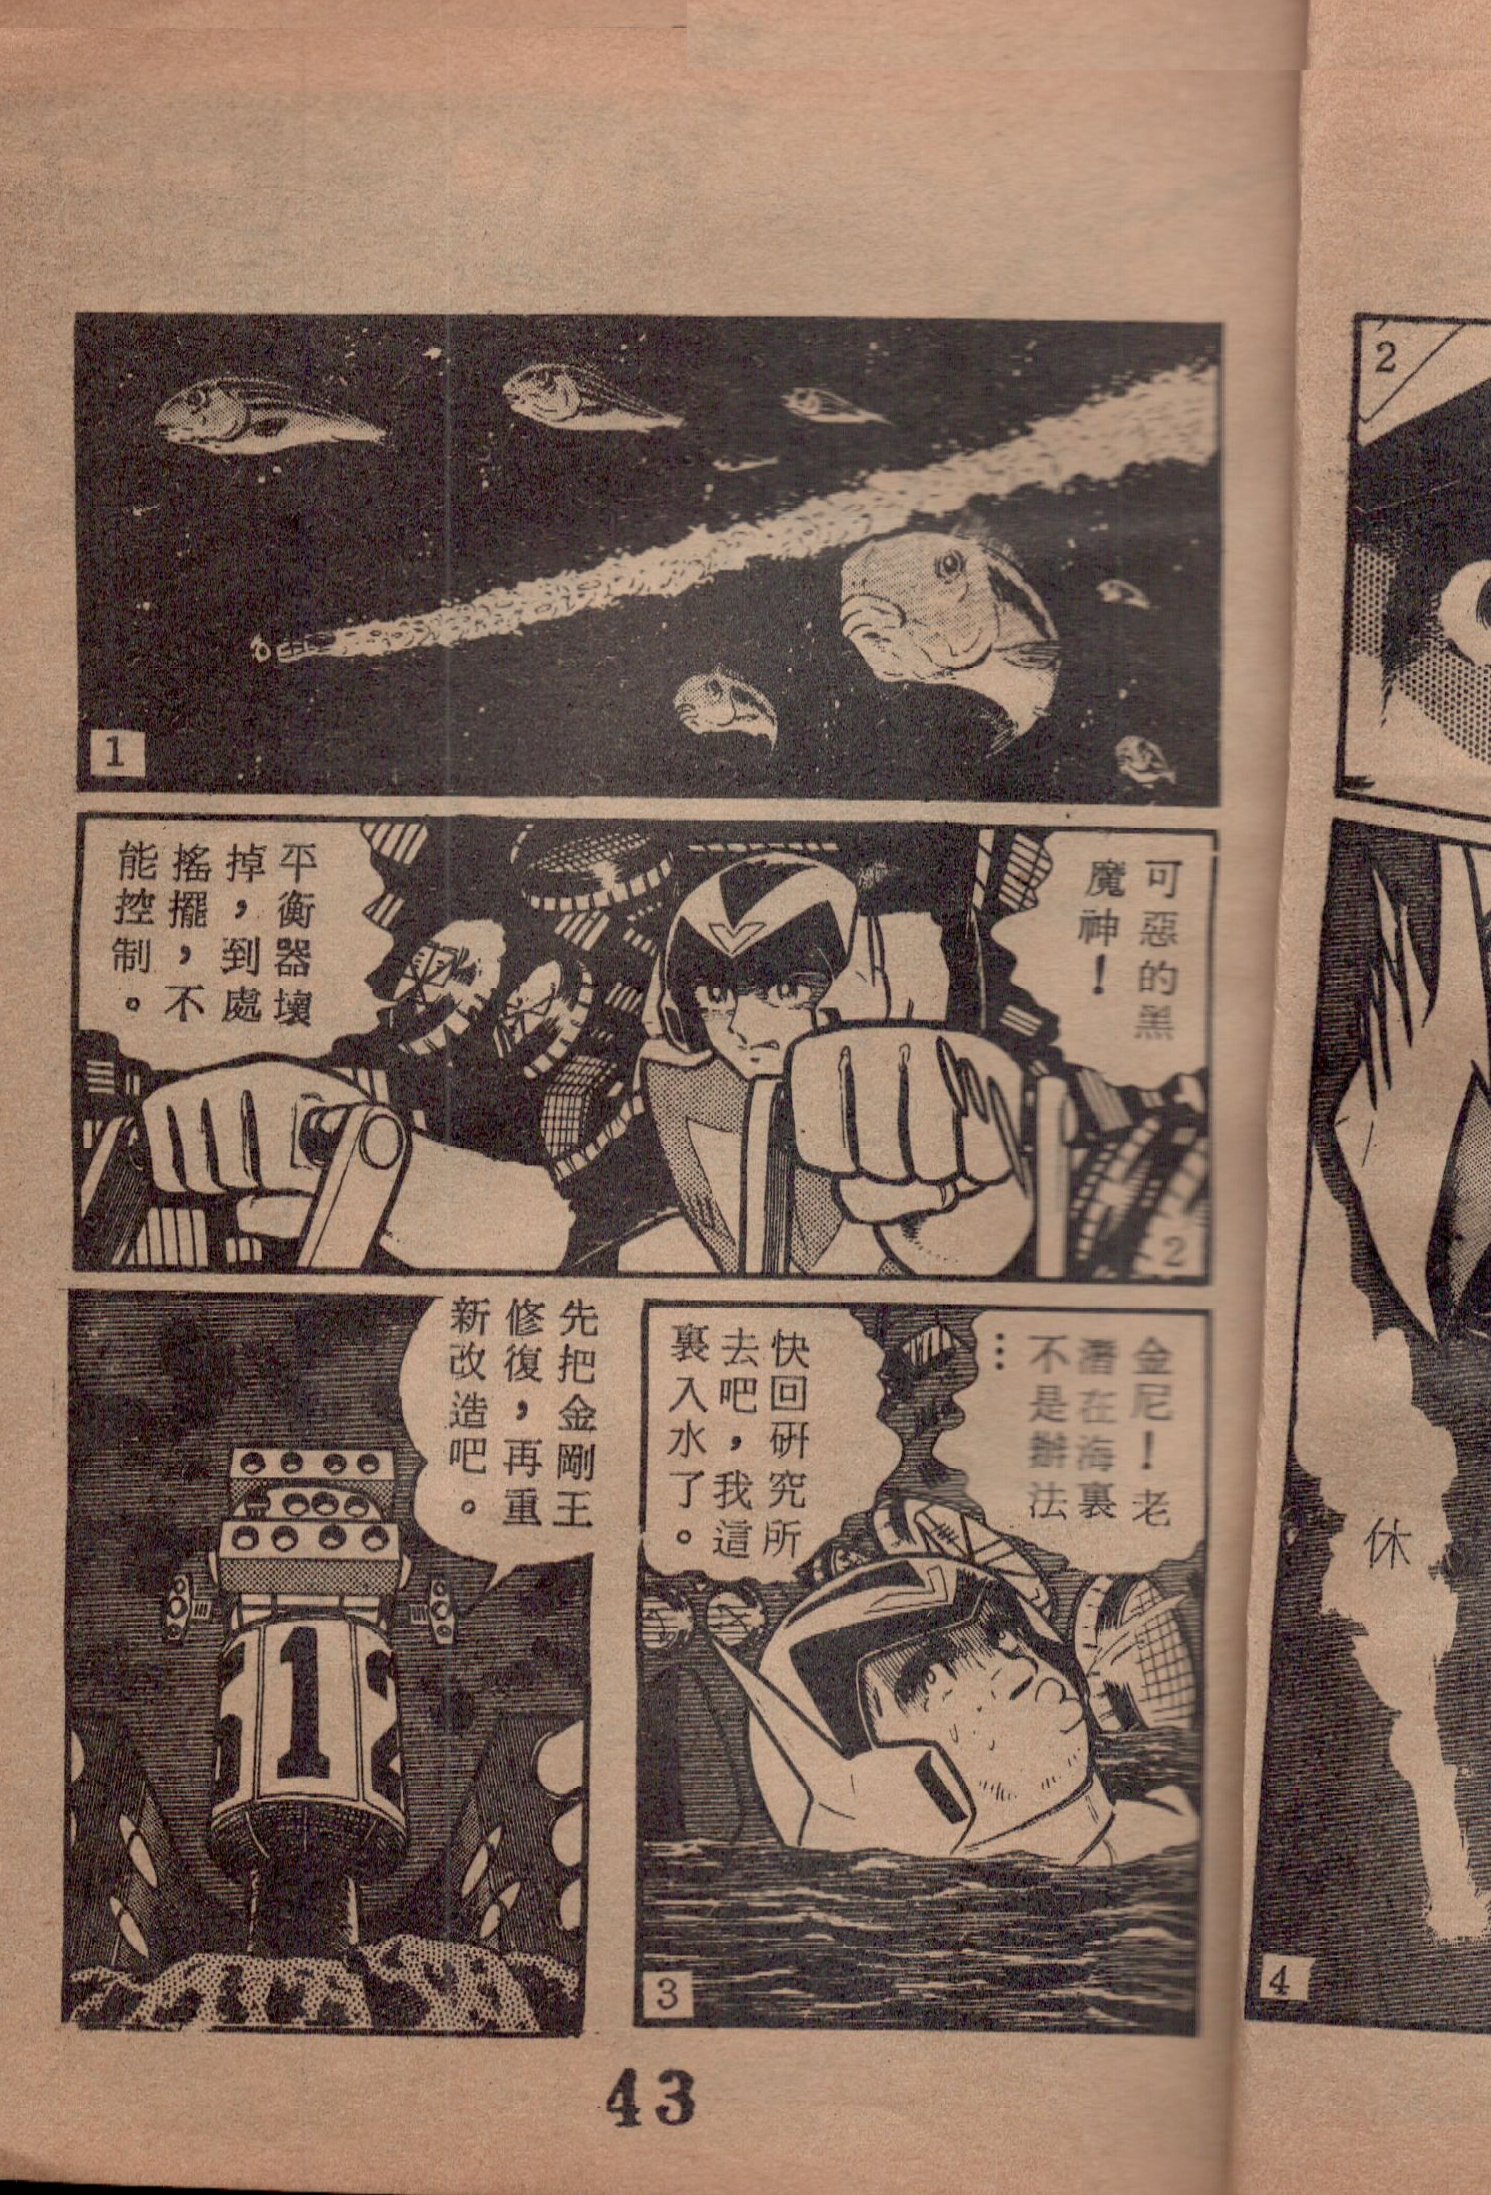 1
可惡的黑
魔神！
平衡器壞
掉，到處
搖擺，不
能控制。
2
金尼！老
潛在海裏
不是辦法
…
快回研究所
去吧，我這
裏入水了。
3
先把金剛王
修復，再重
新改造吧。
1
2
43
2
休
4